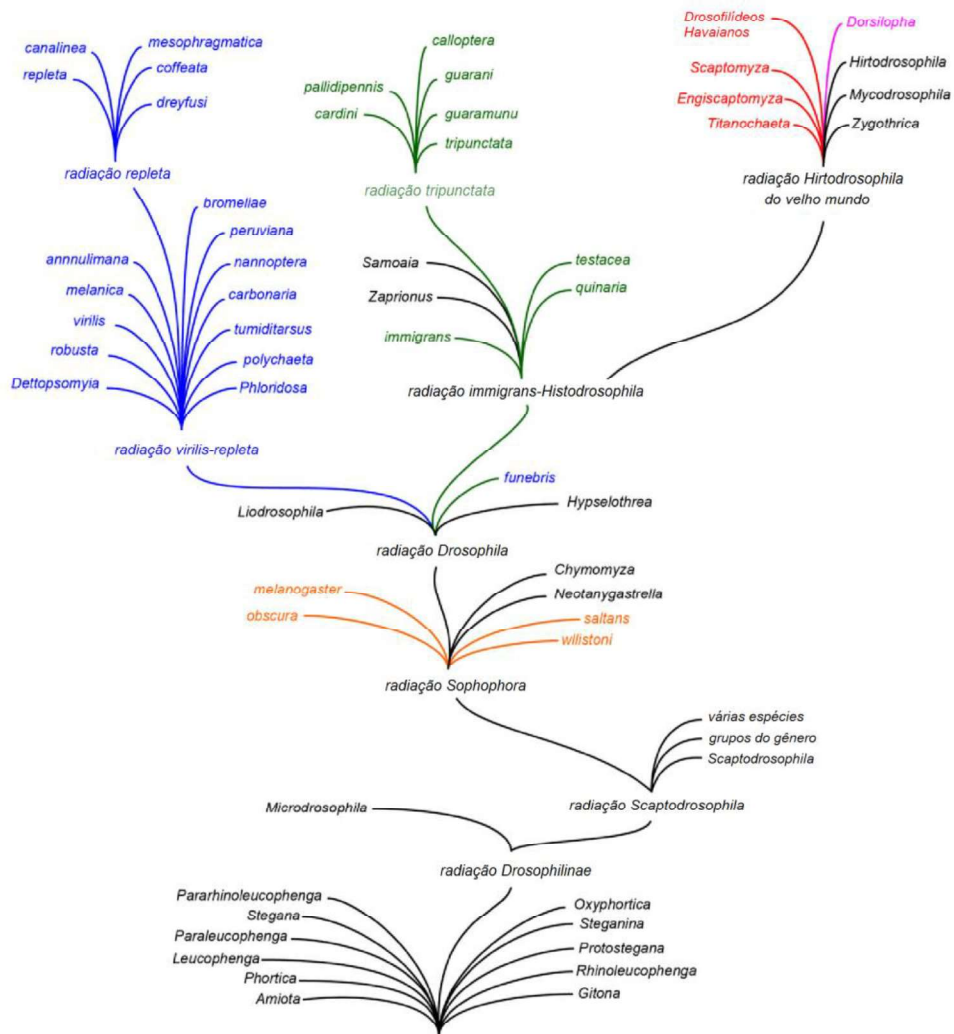 canalinea
mesophragmatica
repleta
coffeata
dreyfusi
radiação repleta
calloptera
guarani
pallidipennis
cardini
guaramunu
tripunctata
radiação tripunctata
Drosofilídeos
Havaianos
Dorsilopha
Scaptomyza
Hirtodrosophila
Engiscaptomyza
Mycodrosophila
Titanochaeta
Zygothrica
radiação Hirtodrosophila
do velho mundo
bromeliae
peruviana
annnulimana
nannoptera
melanica
carbonaria
virilis
tumiditarsus
robusta
polychaeta
Dettopsomyia
Phloridosa
radiação virilis-repleta
Samoaia
testacea
Zaprionus
quinaria
immigrans
radiação immigrans-Histodrosophila
funebris
Liodrosophila
Hypselothrea
radiação Drosophila
melanogaster
Chymomyza
Neotanygastrella
obscura
saltans
wilistoni
radiação Sophophora
várias espécies
grupos do gênero
Scaptodrosophila
Microdrosophila
radiação Scaptodrosophila
radiação Drosophilinae
Pararhinoleucophenga
Oxyphortica
Stegana
Steganina
Paraleucophenga
Protostegana
Leucophenga
Rhinoleucophenga
Phortica
Gitona
Amiota